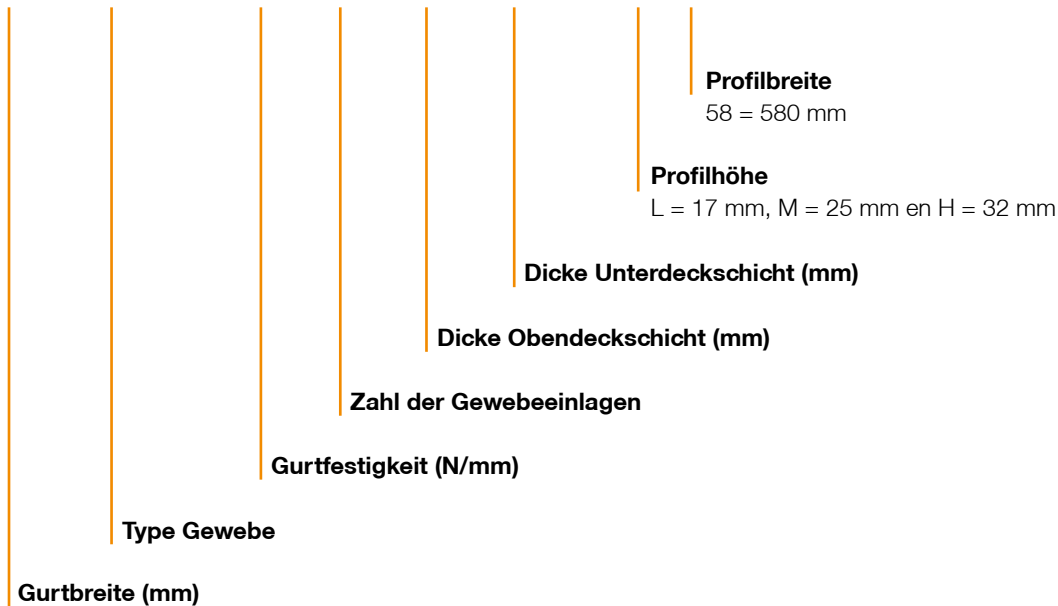 Profilbreite
58 = 580 mm
Profilhöhe
L = 17 mm, M = 25 mm en H = 32 mm
Dicke Unterdeckschicht (mm)
Dicke Obendeckschicht (mm)
Zahl der Gewebeeinlagen
Gurtfestigkeit (N/mm)
Type Gewebe
Gurtbreite (mm)